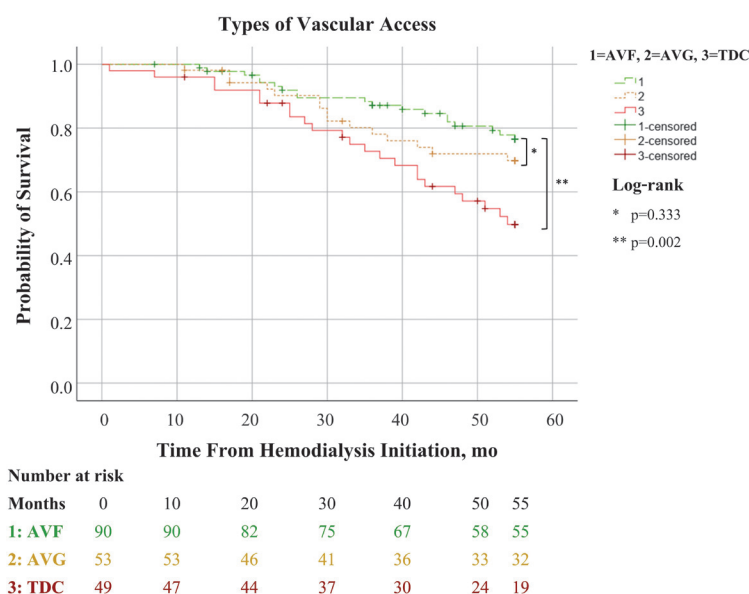 Types of Vascular Access
1=AVF, 2=AVG, 3=TDC
1
2
3
1-censored
2-censored
3-censored
Log-rank
* p=0.333
** p=0.002
Probability of Survival
1.0
0.8
0.6
0.4
0.2
0.0
*
**
0 10 20 30 40 50 60
Time From Hemodialysis Initiation, mo
Number at risk
Months 0 10 20 30 40 50 55
1: AVF 90 90 82 75 67 58 55
2: AVG 53 53 46 41 36 33 32
3: TDC 49 47 44 37 30 24 19